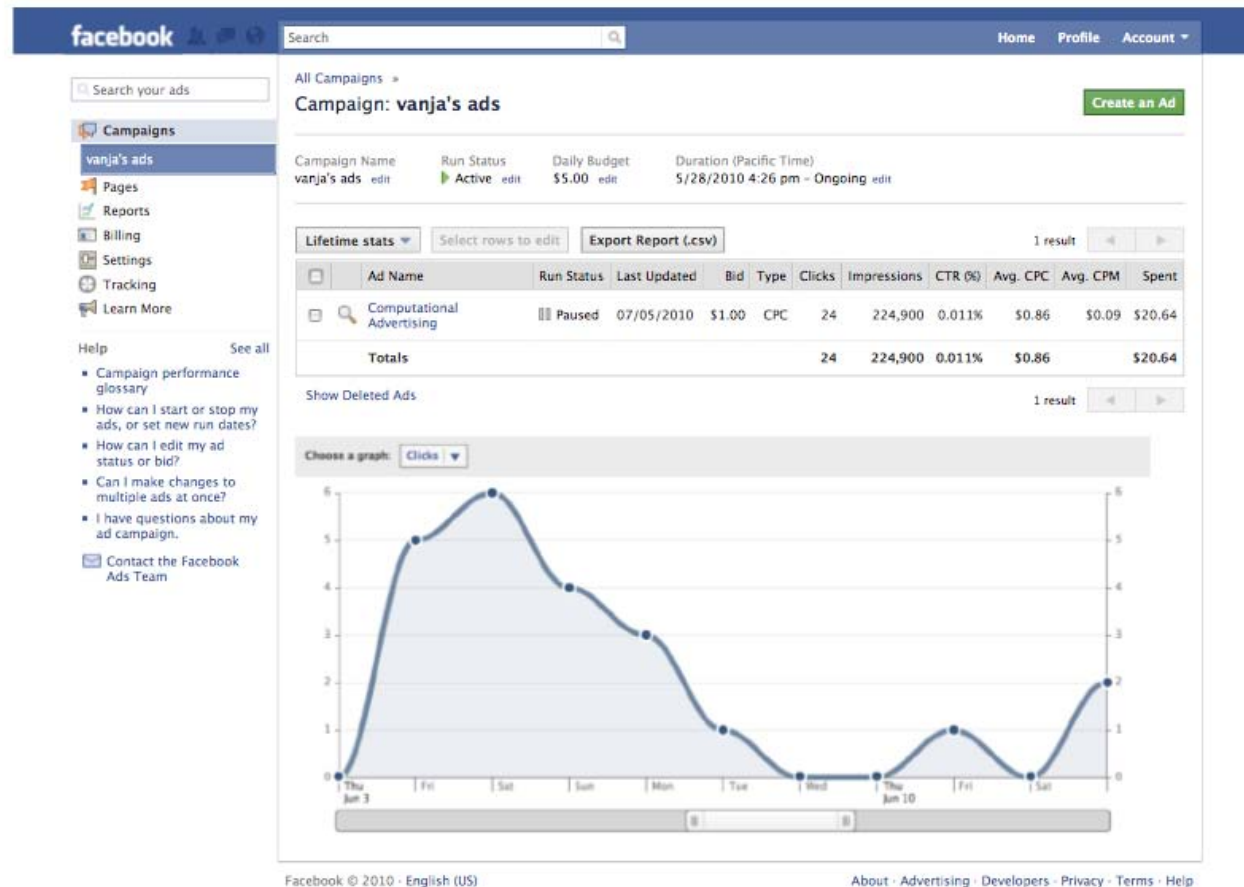 facebook
Search
Home Profile Account
Search your ads
Campaigns
vanja's ads
Pages
Reports
Billing
Settings
Tracking
Learn More
Help See all
Campaign performance
glossary
How can I start or stop my
ads, or set new run dates?
How can I edit my ad
status or bid?
Can I make changes to
multiple ads at once?
I have questions about my
ad campaign.
Contact the Facebook
Ads Team
All Campaigns »
Campaign: vanja's ads
Create an Ad
Campaign Name Run Status Daily Budget Duration (Pacific Time)
vanja's ads edit Active edit $5.00 edit 5/28/2010 4:26 pm – Ongoing edit
Lifetime stats Select rows to edit Export Report (.csv) 1 result
Ad Name Run Status Last Updated Bid Type Clicks Impressions CTR (%) Avg. CPC Avg. CPM Spent
Computational
Advertising Paused 07/05/2010 $1.00 CPC 24 224,900 0.011% $0.86 $0.09 $20.64
Totals 24 224,900 0.011% $0.86 $20.64
Show Deleted Ads 1 result
Choose a graph: Clicks
6 6
5 5
4 4
3 3
2 2
1 1
0 0
Thu Fri Sat Sun Mon Tue Wed Thu Fri Sat
Jun 3 Jun 10
Facebook © 2010 · English (US) About · Advertising · Developers · Privacy · Terms · Help